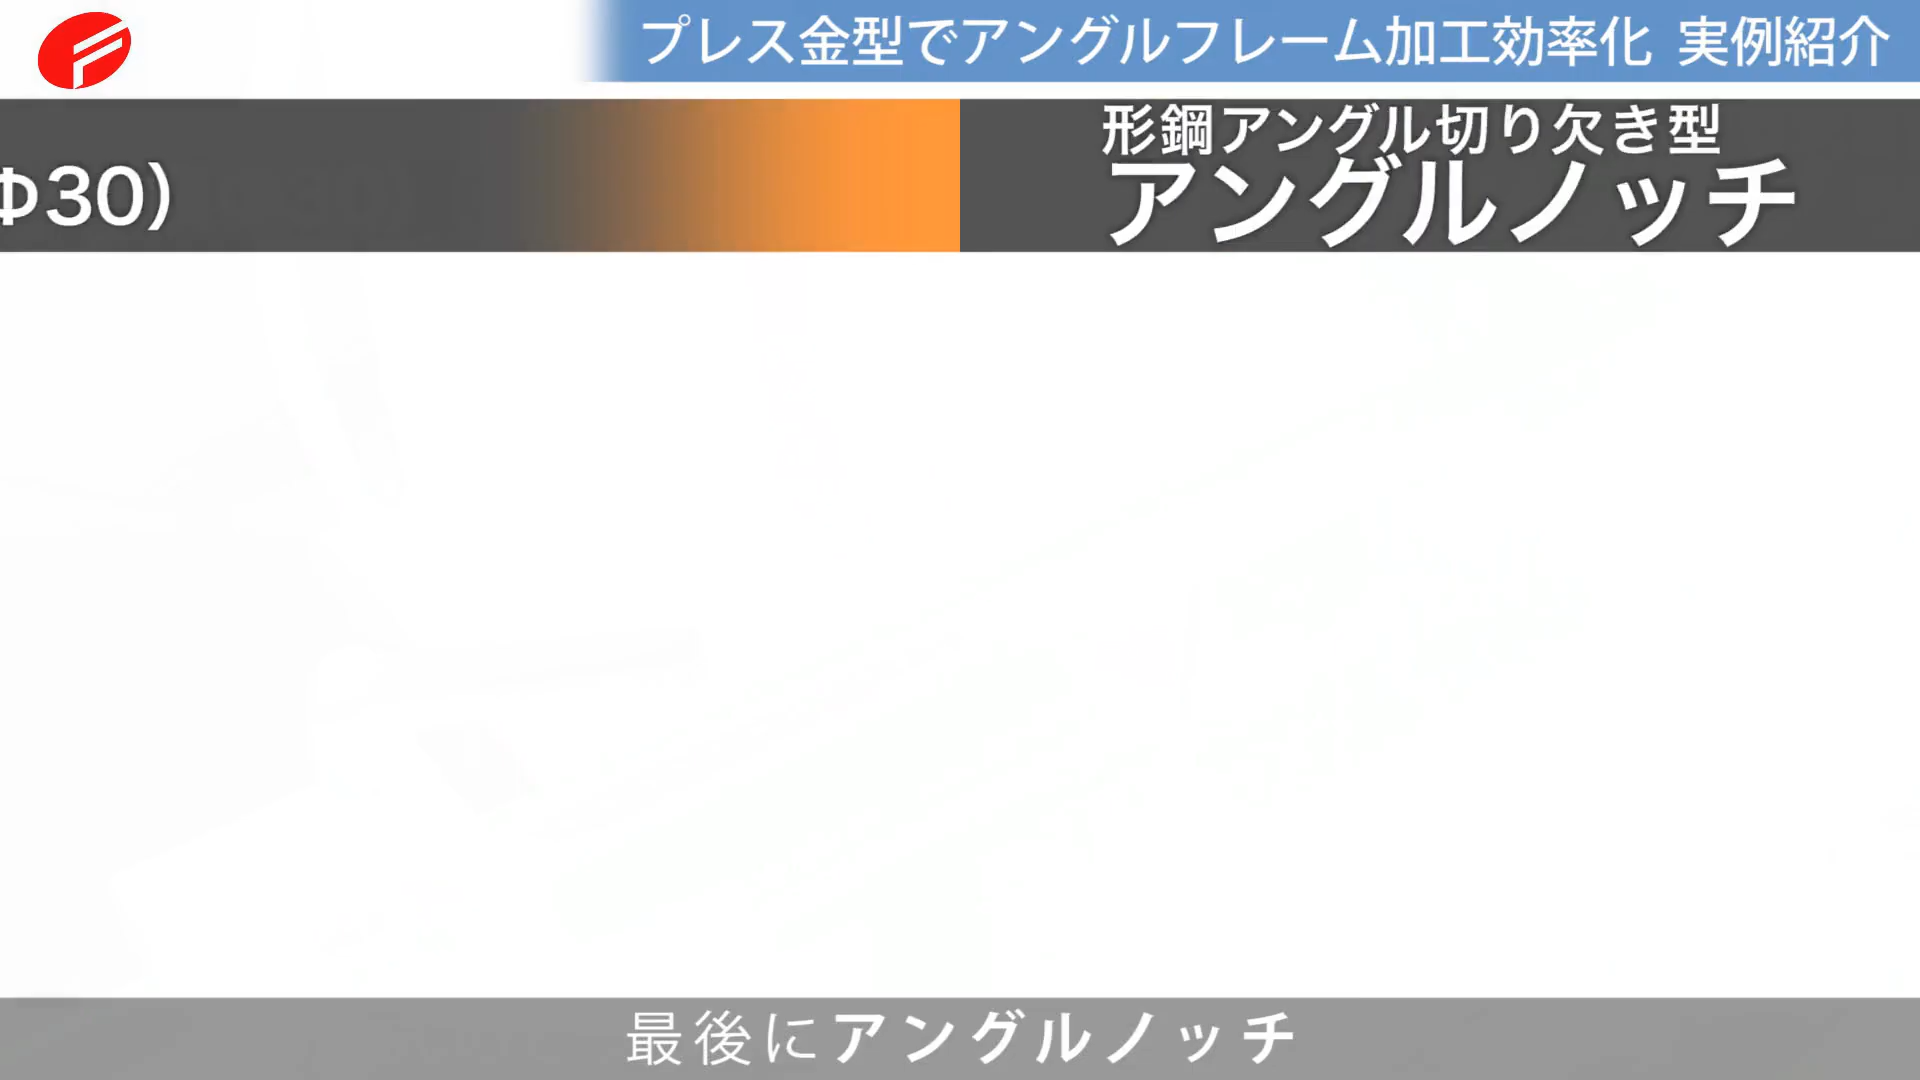 プレス金型でアングルフレーム加工効率化 実例紹介
Φ30)
形鋼アングル切り欠き型
アングルノッチ
最後にアングルノッチ